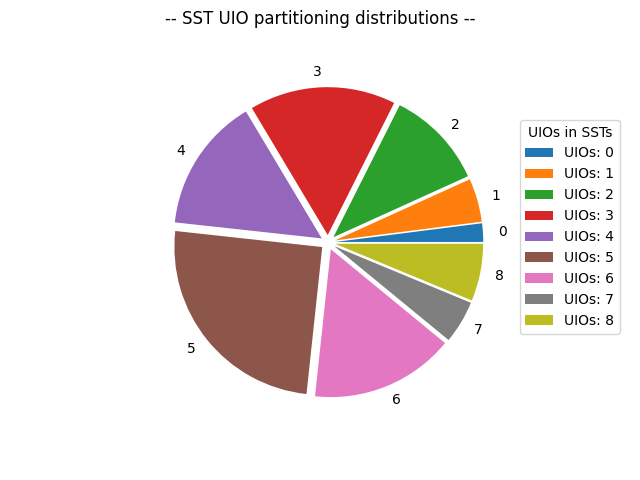 -- SST UIO partitioning distributions --
3
2
4
1
0
5
6
7
8
UIOs in SSTs
UIOs: 0
UIOs: 1
UIOs: 2
UIOs: 3
UIOs: 4
UIOs: 5
UIOs: 6
UIOs: 7
UIOs: 8